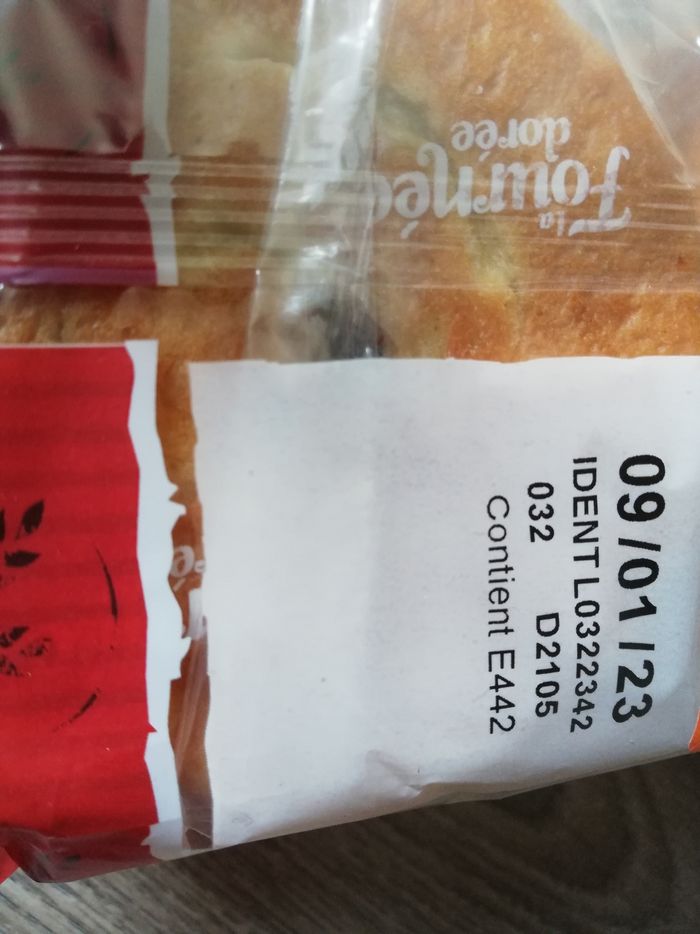 la
Fournée
dorée
09/01/23
IDENT L0322342
032 D2105
Contient E442